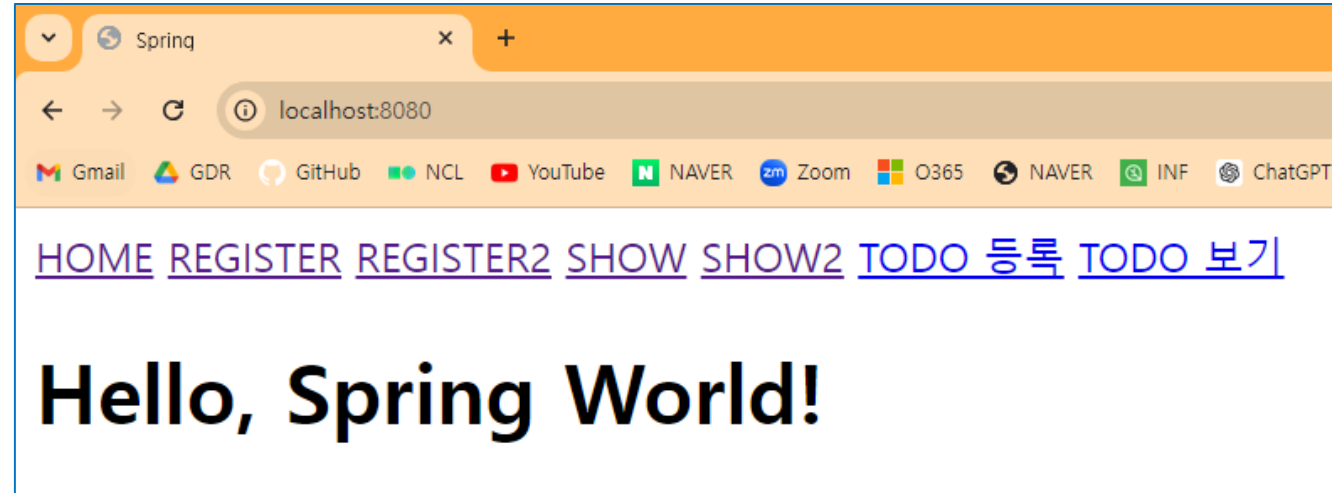 Spring
localhost:8080
Gmail GDR GitHub NCL YouTube N NAVER zm Zoom O365 NAVER INF ChatGPT
HOME REGISTER REGISTER2 SHOW SHOW2 TODO 등록 TODO 보기
Hello, Spring World!